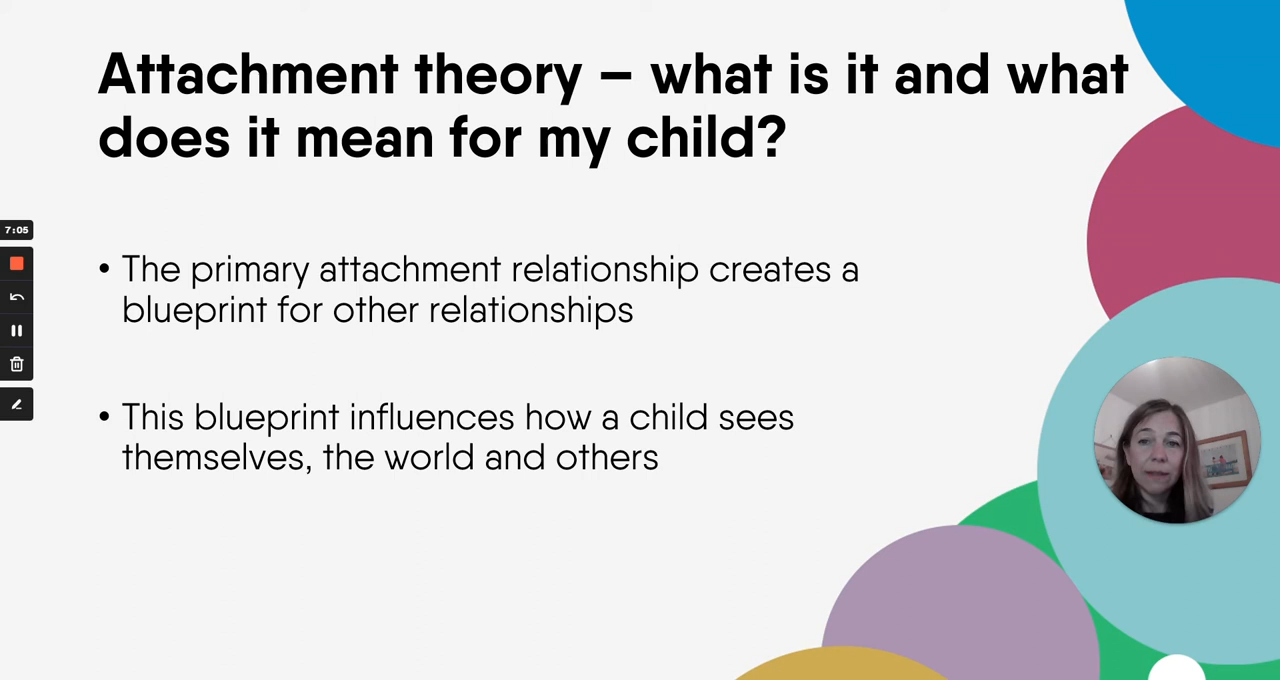 Attachment theory – what is it and what
does it mean for my child?
7:05
• The primary attachment relationship creates a
blueprint for other relationships
• This blueprint influences how a child sees
themselves, the world and others